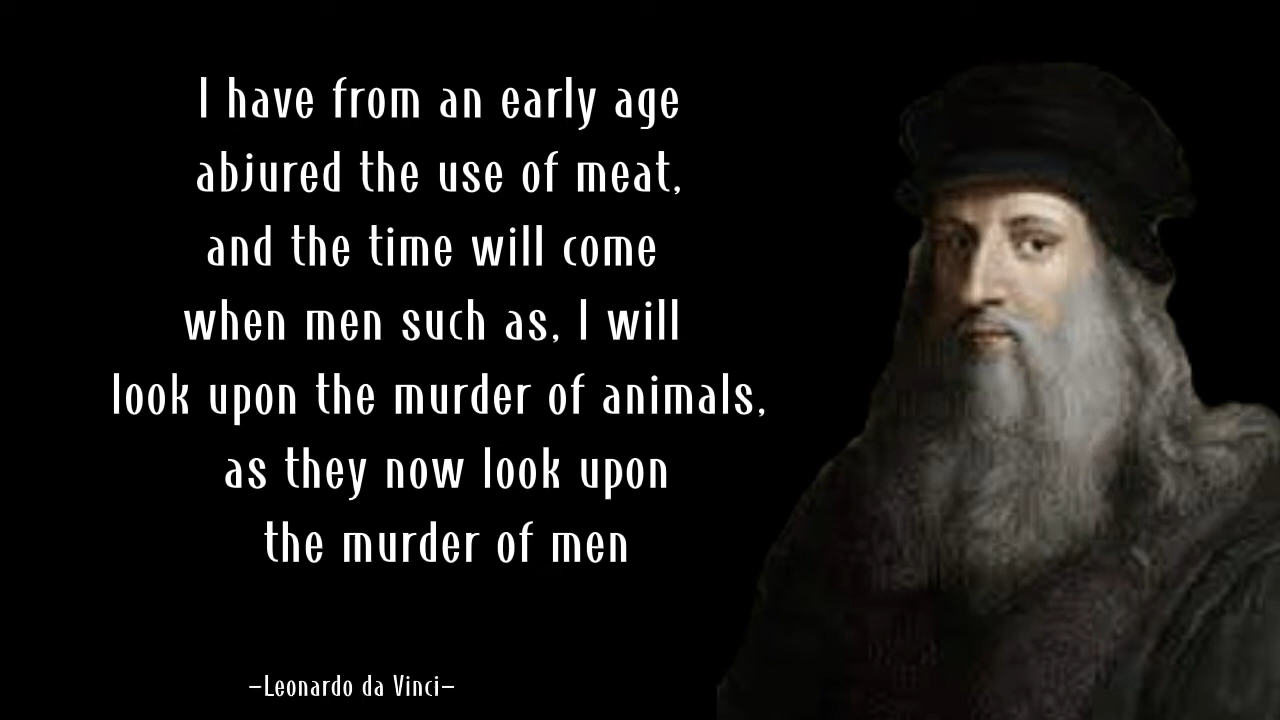 I have from an early age
abjured the use of meat,
and the time will come
when men such as, I will
look upon the murder of animals,
as they now look upon
the murder of men
–Leonardo da Vinci–